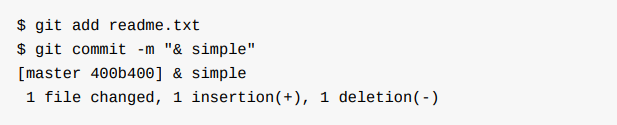 $ git add readme.txt
$ git commit -m "& simple"
[master 400b400] & simple
 1 file changed, 1 insertion(+), 1 deletion(-)